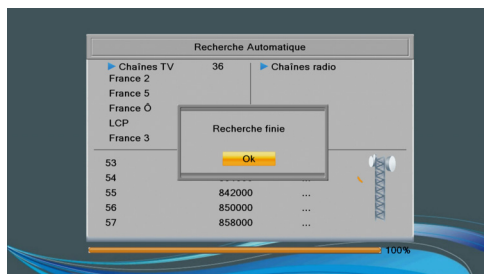 Recherche Automatique
Chaînes TV 36 Chaînes radio
France 2
France 5
France Ô
LCP
France 3
Recherche finie
Ok
53
54
55 842000 ...
56 850000 ...
57 858000 ...
100%